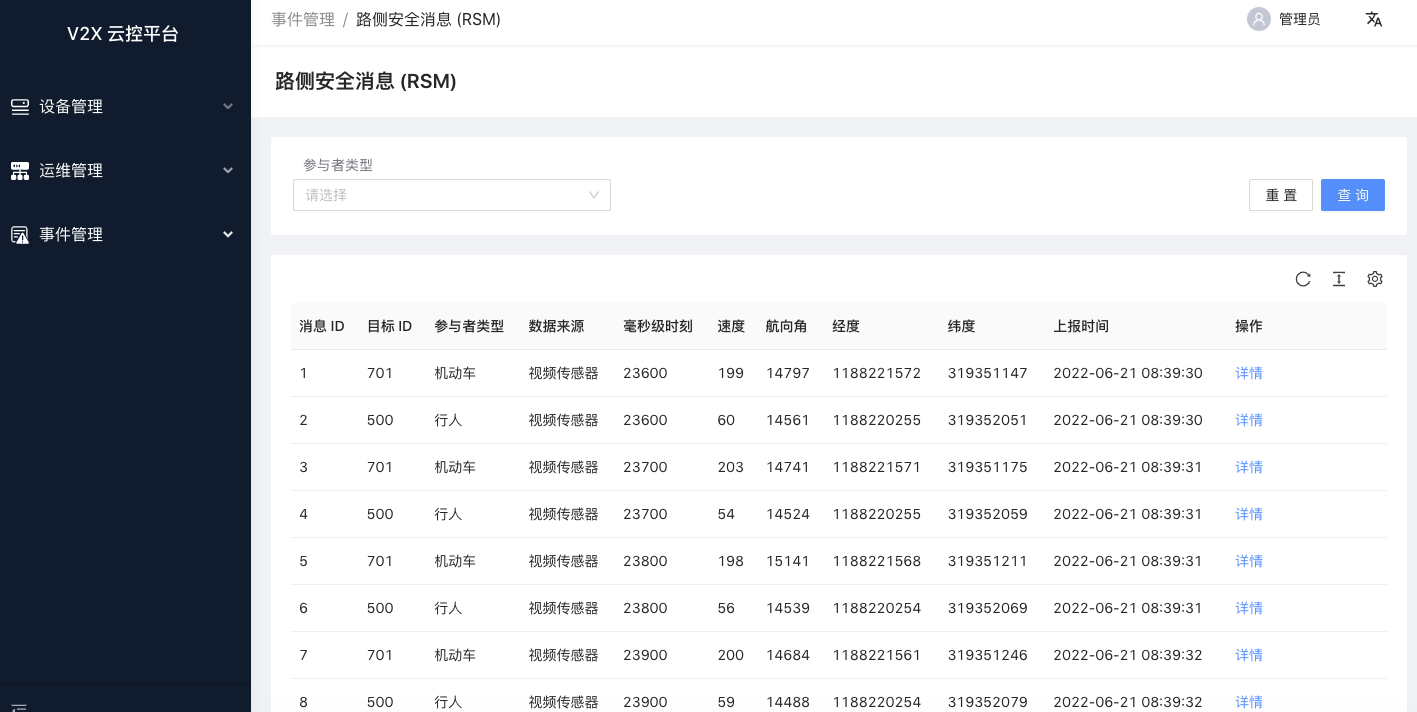 V2X 云控平台
设备管理
运维管理
事件管理
事件管理 / 路侧安全消息 (RSM)
管理员
路侧安全消息 (RSM)
参与者类型
请选择
重 置
查 询
消息 ID 目标 ID 参与者类型 数据来源 毫秒级时刻 速度 航向角 经度 纬度 上报时间 操作
1 701 机动车 视频传感器 23600 199 14797 1188221572 319351147 2022-06-21 08:39:30 详情
2 500 行人 视频传感器 23600 60 14561 1188220255 319352051 2022-06-21 08:39:30 详情
3 701 机动车 视频传感器 23700 203 14741 1188221571 319351175 2022-06-21 08:39:31 详情
4 500 行人 视频传感器 23700 54 14524 1188220255 319352059 2022-06-21 08:39:31 详情
5 701 机动车 视频传感器 23800 198 15141 1188221568 319351211 2022-06-21 08:39:31 详情
6 500 行人 视频传感器 23800 56 14539 1188220254 319352069 2022-06-21 08:39:31 详情
7 701 机动车 视频传感器 23900 200 14684 1188221561 319351246 2022-06-21 08:39:32 详情
8 500 行人 视频传感器 23900 59 14488 1188220254 319352079 2022-06-21 08:39:32 详情